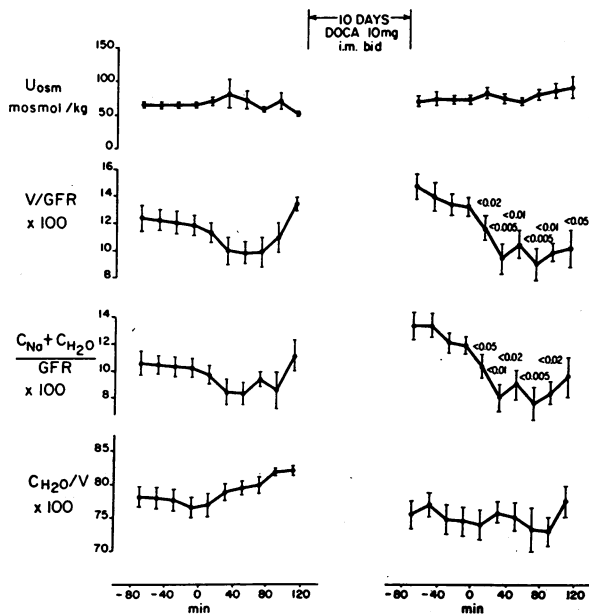 10 DAYS
DOCA 10mg
i.m. bid
Uosm
mosmol/kg
150
100
50
0
V/GFR
x 100
16
14
12
10
8
<0.02
<0.01
<0.05
<0.005
<0.01
<0.005
CNa + CH2O
GFR
x 100
14
12
10
8
<0.05
<0.02
<0.02
<0.01
<0.005
CH2O/V
x 100
85
80
75
70
-80 -40 0 40 80 120
min
-80 -40 0 40 80 120
min